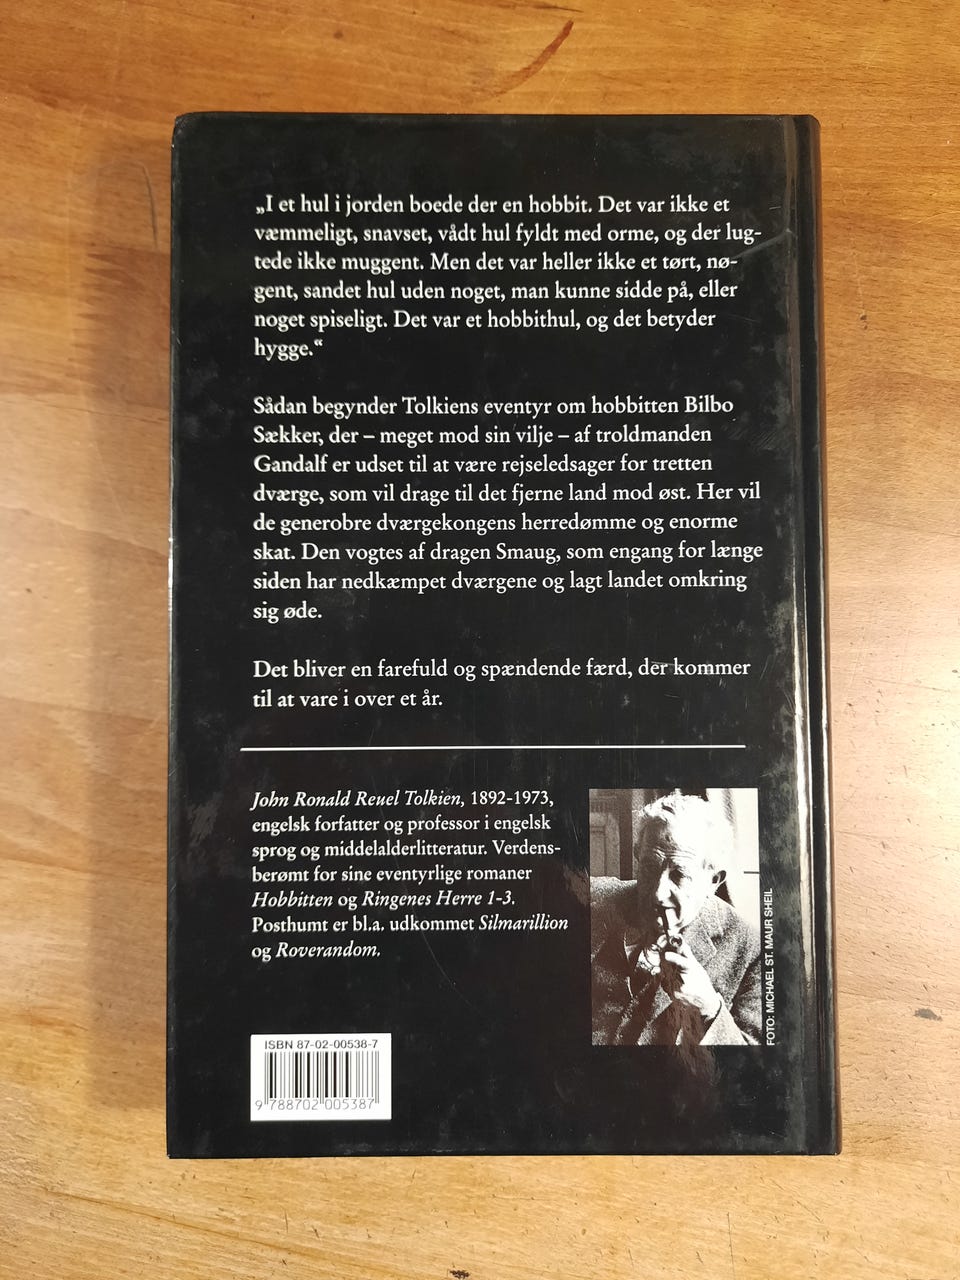 „I et hul i jorden boede der en hobbit. Det var ikke et
væmmeligt, snavset, vådt hul fyldt med orme, og der lug-
tede ikke muggent. Men det var heller ikke et tørt, nø-
gent, sandet hul uden noget, man kunne sidde på, eller
noget spiseligt. Det var et hobbithul, og det betyder
hygge.“
Sådan begynder Tolkiens eventyr om hobbitten Bilbo
Sækker, der – meget mod sin vilje – af troldmanden
Gandalf er udset til at være rejseledsager for tretten
dværge, som vil drage til det fjerne land mod øst. Her vil
de generobre dværgekongens herredømme og enorme
skat. Den vogtes af dragen Smaug, som engang for længe
siden har nedkæmpet dværgene og lagt landet omkring
sig øde.
Det bliver en farefuld og spændende færd, der kommer
til at vare i over et år.
John Ronald Reuel Tolkien, 1892-1973,
engelsk forfatter og professor i engelsk
sprog og middelalderlitteratur. Verdens-
berømt for sine eventyrlige romaner
Hobbitten og Ringenes Herre 1-3.
Posthumt er bl.a. udkommet Silmarillion
og Roverandom.
FOTO: MICHAEL ST. MAUR SHEIL
ISBN 87-02-00538-7
9 788702 005387